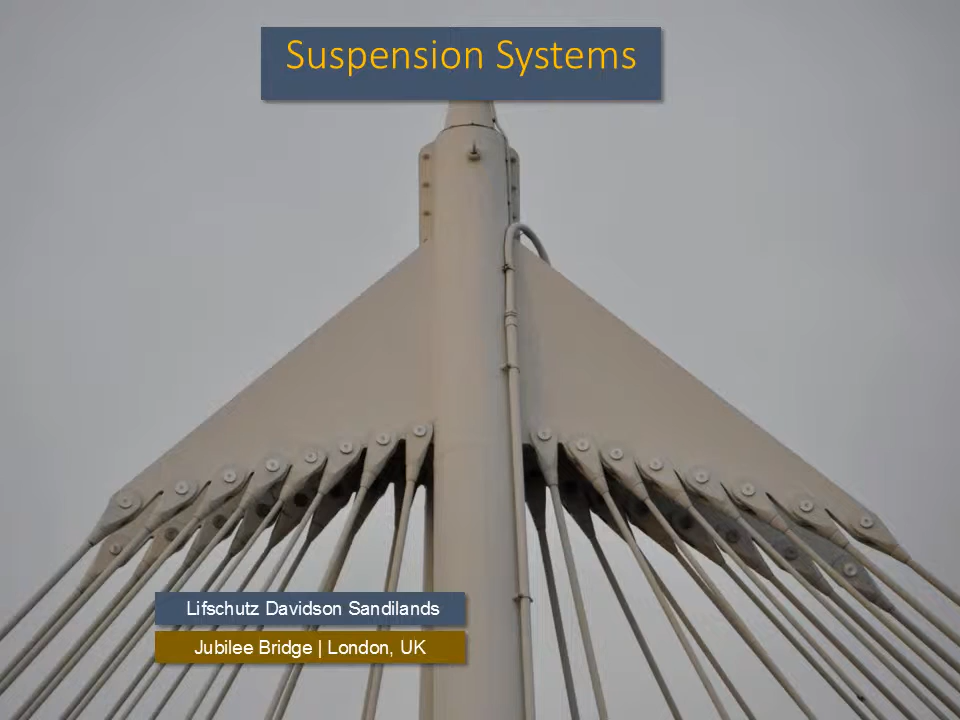 Suspension Systems
Lifschutz Davidson Sandilands
Jubilee Bridge | London, UK